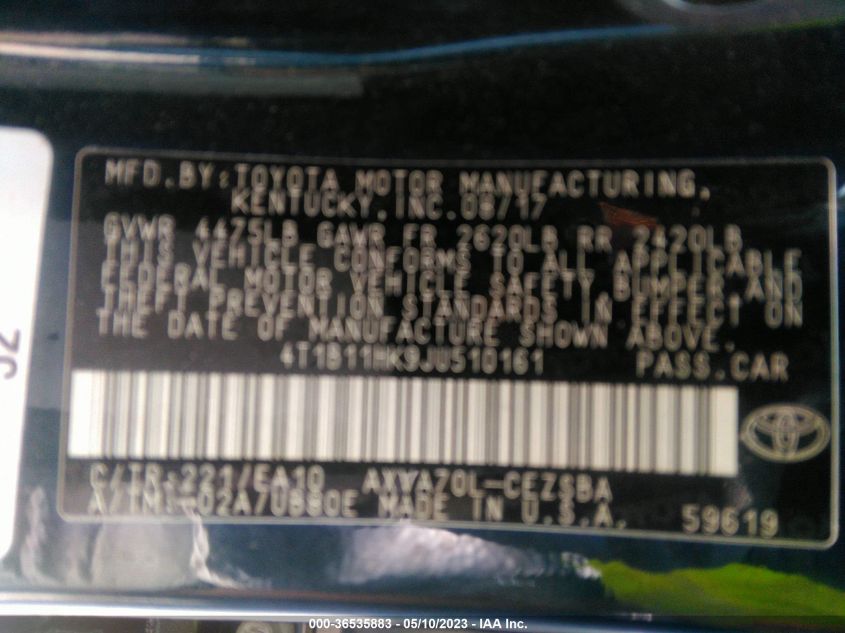 MFD.BY:TOYOTA MOTOR MANUFACTURING,
KENTUCKY,INC.08/17
GVWR 4475LB GAWR FR 2620LB RR 2420LB
THIS VEHICLE CONFORMS TO ALL APPLICABLE
FEDERAL MOTOR VEHICLE SAFETY,BUMPER AND
THEFT PREVENTION STANDARDS IN EFFECT ON
THE DATE OF MANUFACTURE SHOWN ABOVE.
4T1B11HK9JU510161 PASS.CAR
C/TR:221/EA10 AXVA70L-CEZSBA
A/TM:-02A/UB80E MADE IN U.S.A. 59619
000-36535883 — 05/10/2023 — IAA Inc.